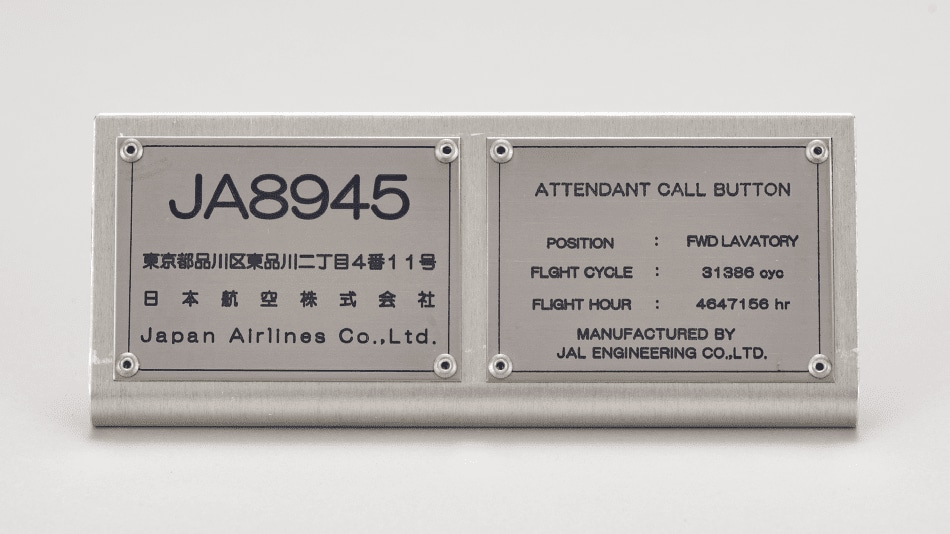 JA8945
東京都品川区東品川二丁目4番11号
日本航空株式会社
Japan Airlines Co.,Ltd.
ATTENDANT CALL BUTTON
POSITION : FWD LAVATORY
FLGHT CYCLE : 31386 cyc
FLIGHT HOUR : 4647156 hr
MANUFACTURED BY
JAL ENGINEERING CO.,LTD.